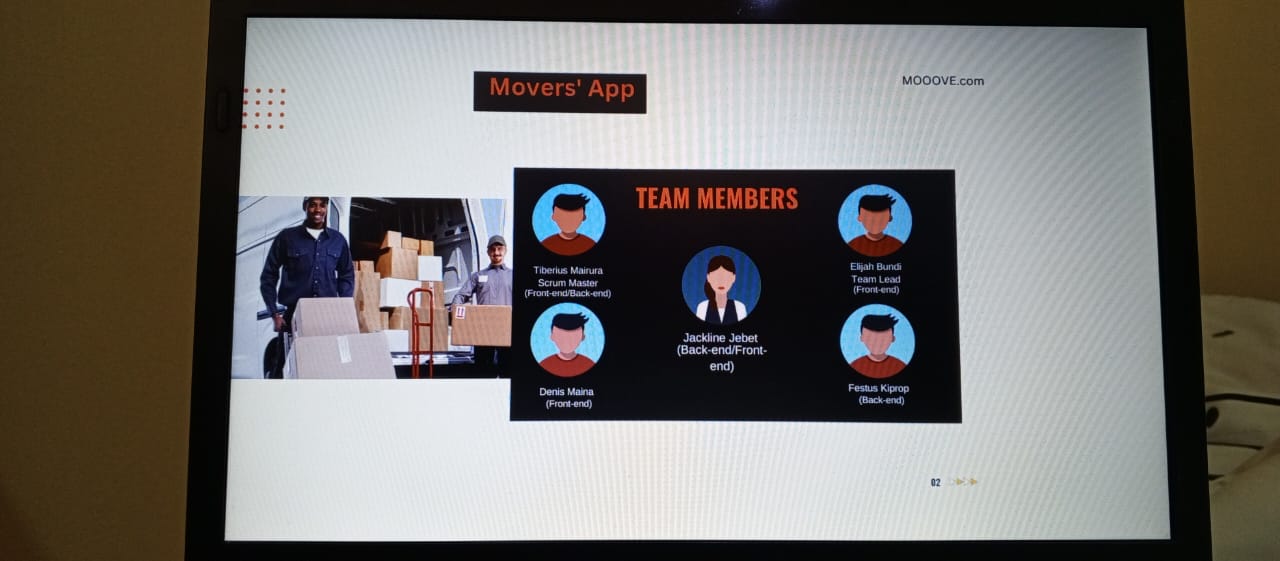 Movers' App
MOOOVE.com
TEAM MEMBERS
Tiberius Mairura
Scrum Master
(Front-end/Back-end)
Elijah Bundi
Team Lead
(Front-end)
Jackline Jebet
(Back-end/Front-
end)
Denis Maina
(Front-end)
Festus Kiprop
(Back-end)
02